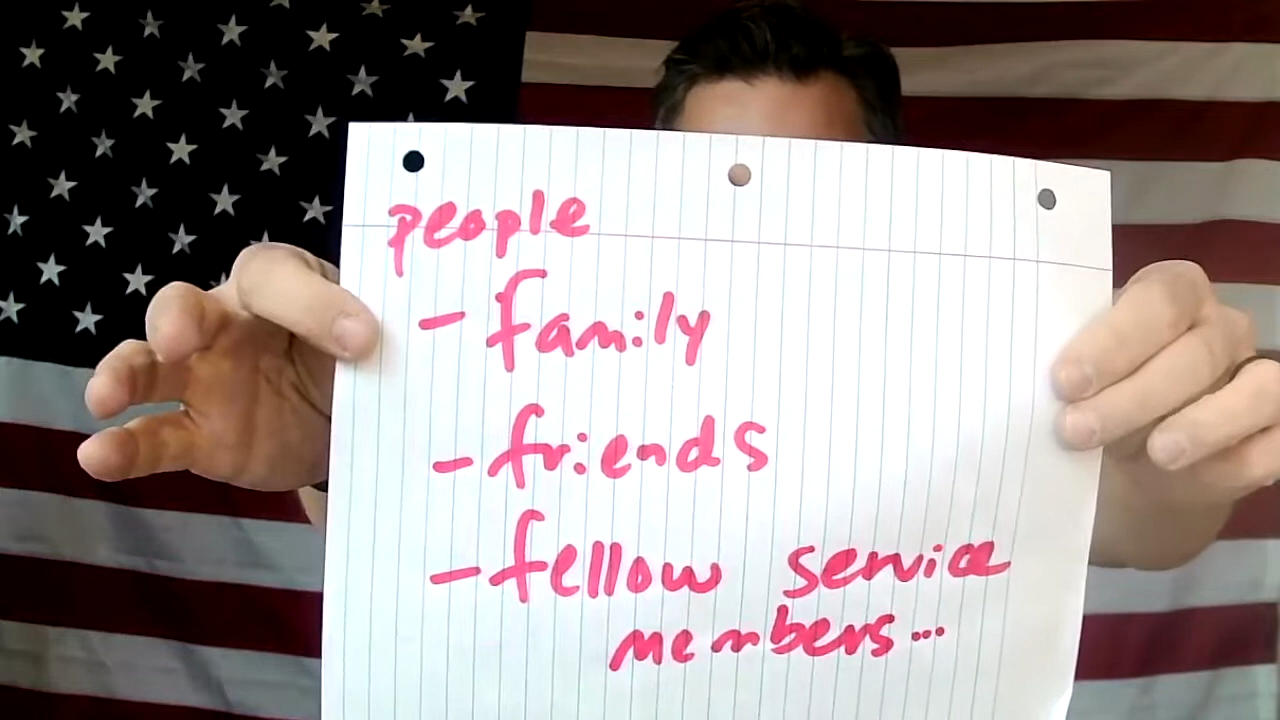 people
- family
- friends
- fellow service
members...